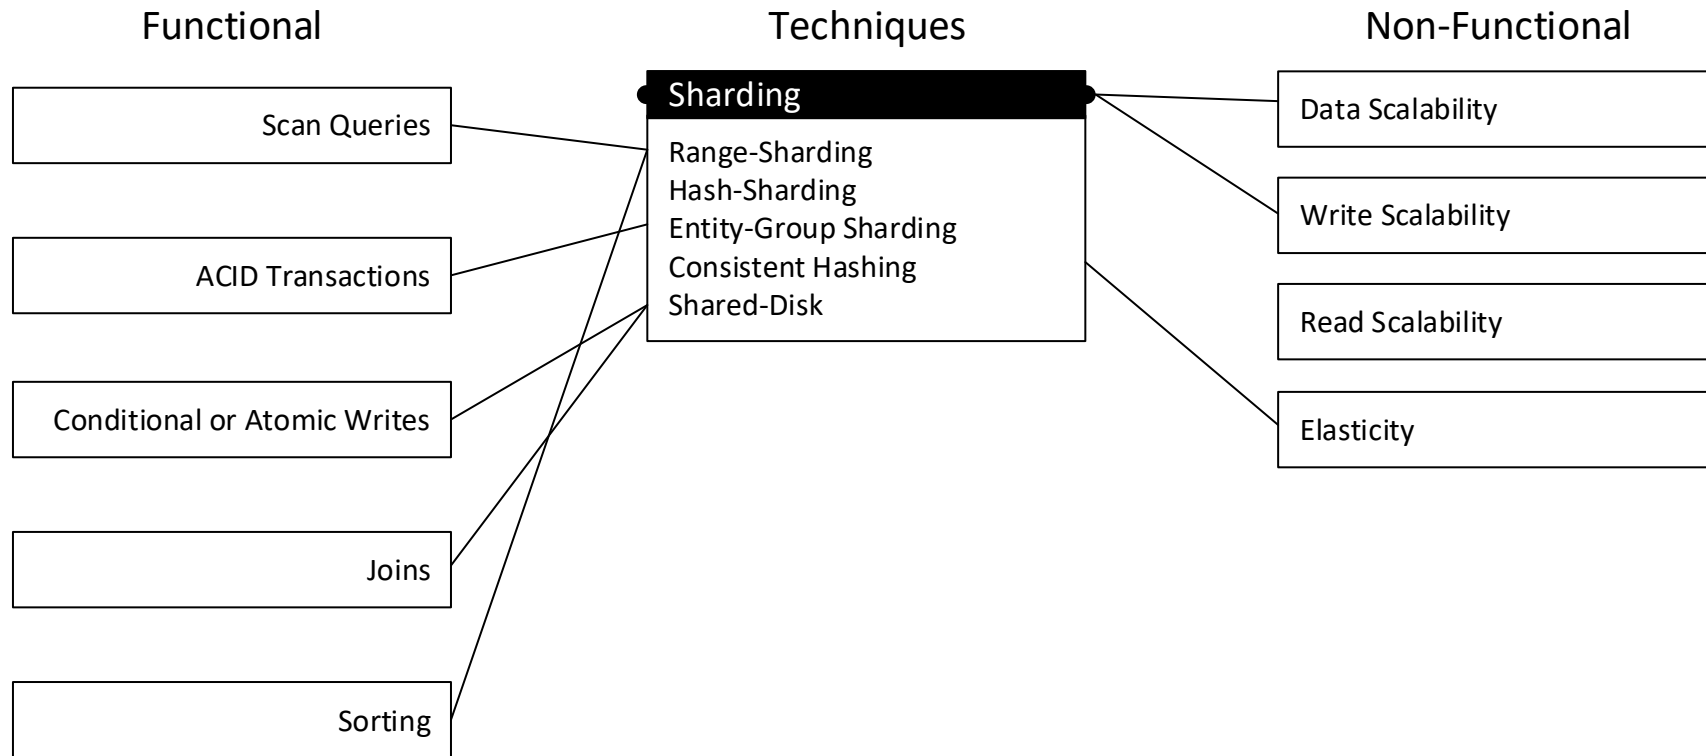 Functional
Techniques
Non-Functional
Scan Queries
ACID Transactions
Conditional or Atomic Writes
Joins
Sorting
Sharding
Range-Sharding
Hash-Sharding
Entity-Group Sharding
Consistent Hashing
Shared-Disk
Data Scalability
Write Scalability
Read Scalability
Elasticity